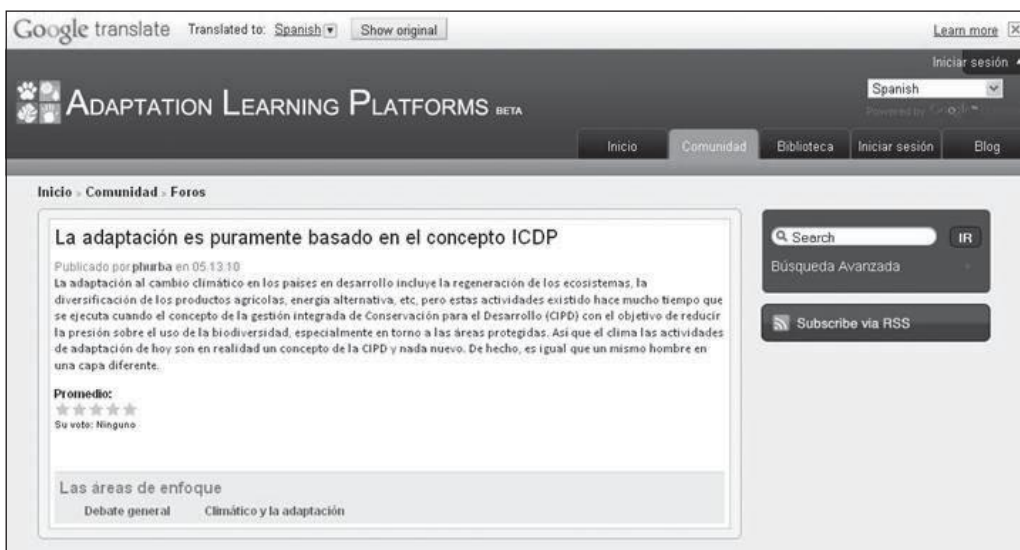 Google translate Translated to: Spanish Show original Learn more
Iniciar sesión
ADAPTATION LEARNING PLATFORMS BETA
Spanish
Powered by Google™
Inicio Comunidad Biblioteca Iniciar sesión Blog
Inicio » Comunidad » Foros
La adaptación es puramente basado en el concepto ICDP
Publicado por phurba en 05.13.10
La adaptación al cambio climático en los países en desarrollo incluye la regeneración de los ecosistemas, la
diversificación de los productos agrícolas, energía alternativa, etc, pero estas actividades existido hace mucho tiempo que
se ejecuta cuando el concepto de la gestión integrada de Conservación para el Desarrollo (CIPD) con el objetivo de reducir
la presión sobre el uso de la biodiversidad, especialmente en torno a las áreas protegidas. Así que el clima las actividades
de adaptación de hoy son en realidad un concepto de la CIPD y nada nuevo. De hecho, es igual que un mismo hombre en
una capa diferente.
Promedio:
Su voto: Ninguno
Las áreas de enfoque
Debate general Climático y la adaptación
Search IR
Búsqueda Avanzada
Subscribe via RSS